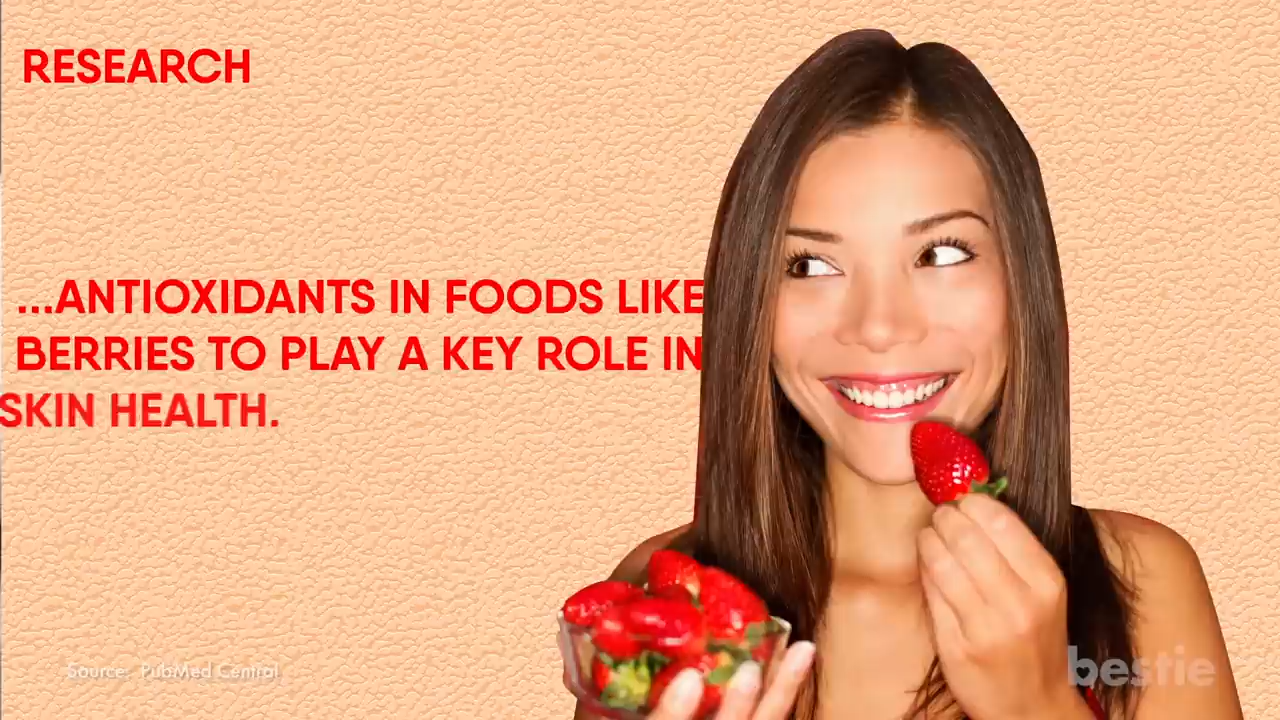 RESEARCH
...ANTIOXIDANTS IN FOODS LIKE
BERRIES TO PLAY A KEY ROLE IN
SKIN HEALTH.
Source: PubMed Central
bestie